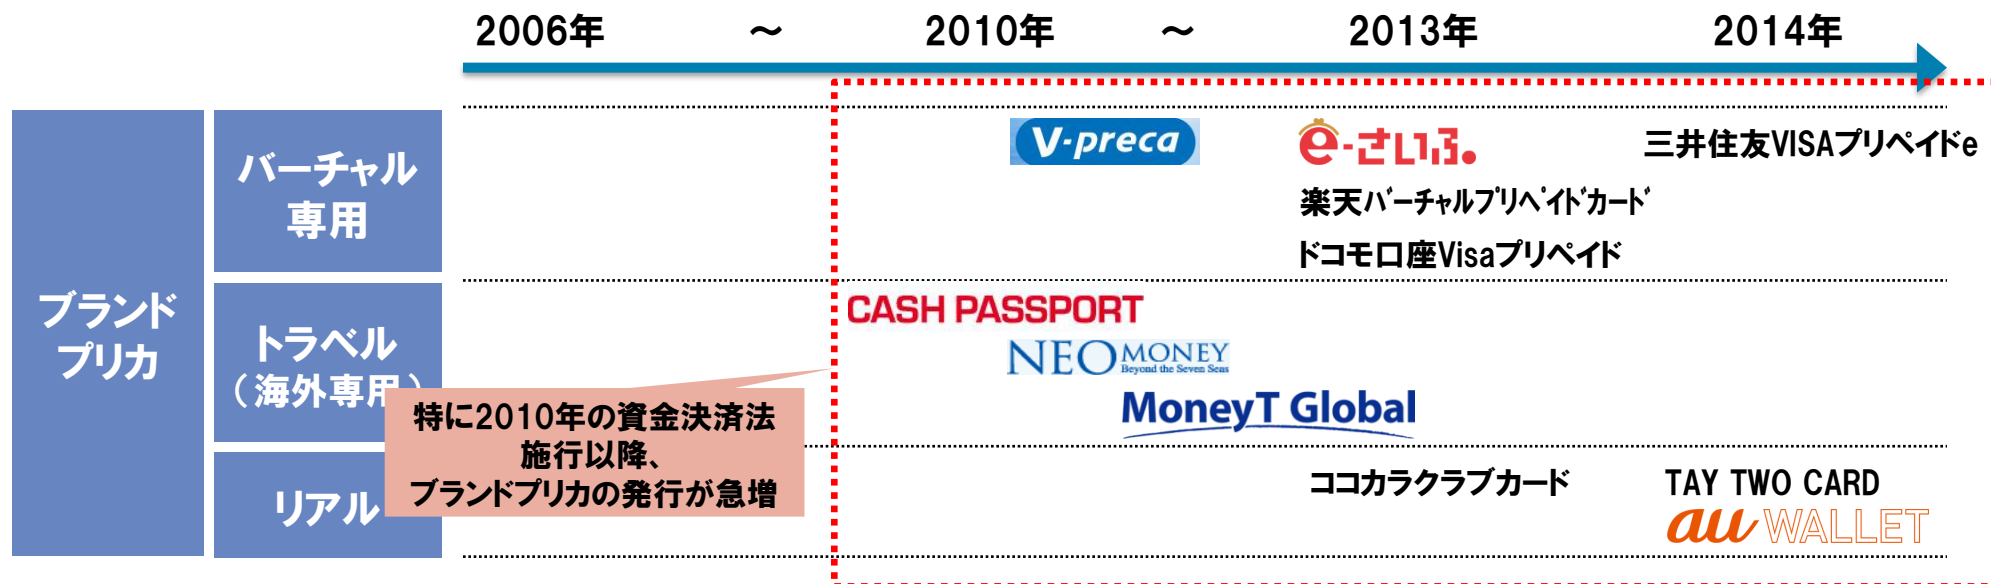 2006年 ～ 2010年 ～ 2013年 2014年
ブランド
プリカ
バーチャル
専用
V-preca
e-さいふ。
三井住友VISAプリペイドe
楽天ﾊﾞｰﾁｬﾙﾌﾟﾘﾍﾟｲﾄﾞｶｰﾄﾞ
ドコモ口座Visaプリペイド
トラベル
（海外専用）
CASH PASSPORT
NEO MONEY
Beyond the Seven Seas
MoneyT Global
特に2010年の資金決済法
施行以降、
ブランドプリカの発行が急増
リアル
ココカラクラブカード
TAY TWO CARD
au WALLET